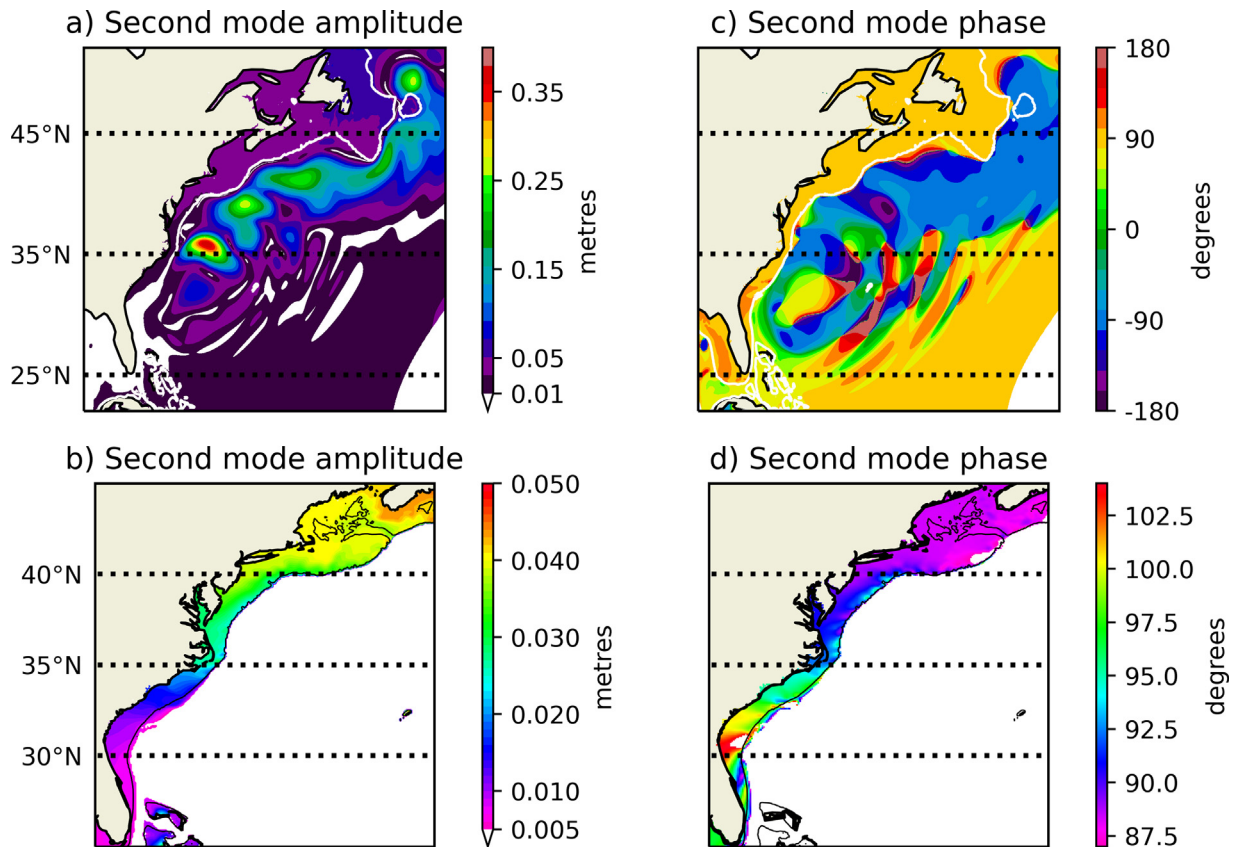 a) Second mode amplitude
45°N
35°N
25°N
0.35
0.25
0.15
0.05
0.01
metres
c) Second mode phase
180
90
0
-90
-180
degrees
b) Second mode amplitude
40°N
35°N
30°N
0.050
0.040
0.030
0.020
0.010
0.005
metres
d) Second mode phase
102.5
100.0
97.5
95.0
92.5
90.0
87.5
degrees